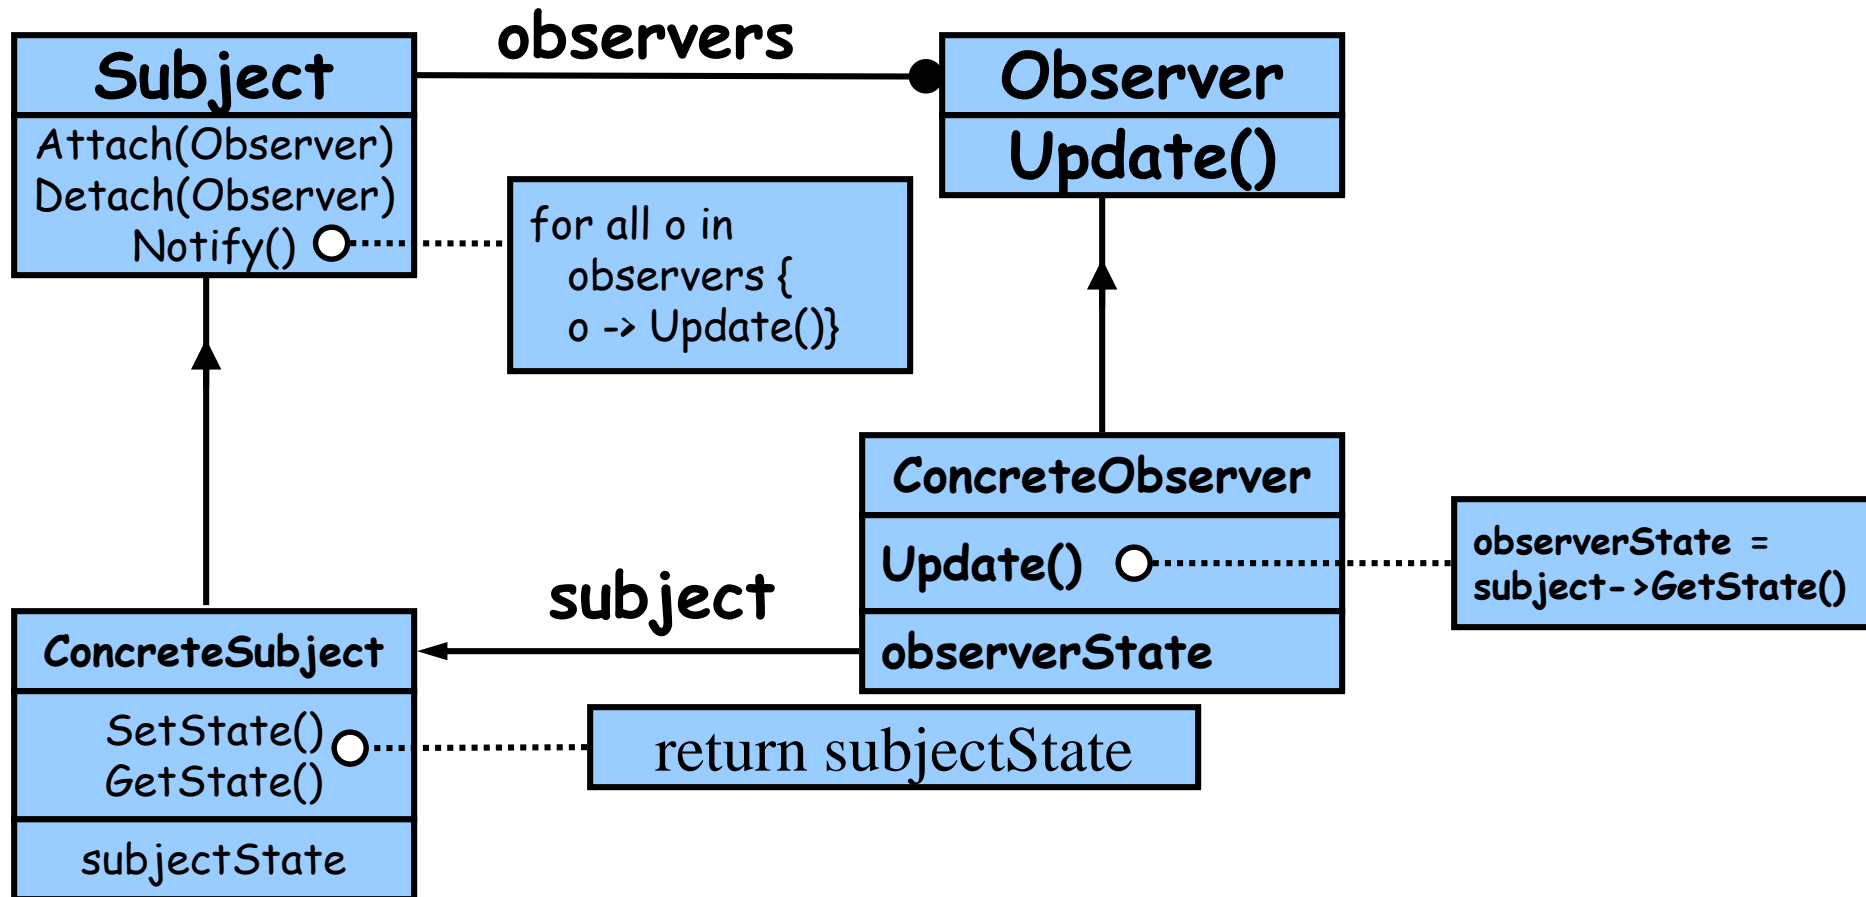 observers
Subject
Attach(Observer)
Detach(Observer)
Notify()
for all o in
observers {
o -> Update()}
Observer
Update()
ConcreteObserver
Update()
observerState
observerState =
subject->GetState()
subject
ConcreteSubject
SetState()
GetState()
subjectState
return subjectState